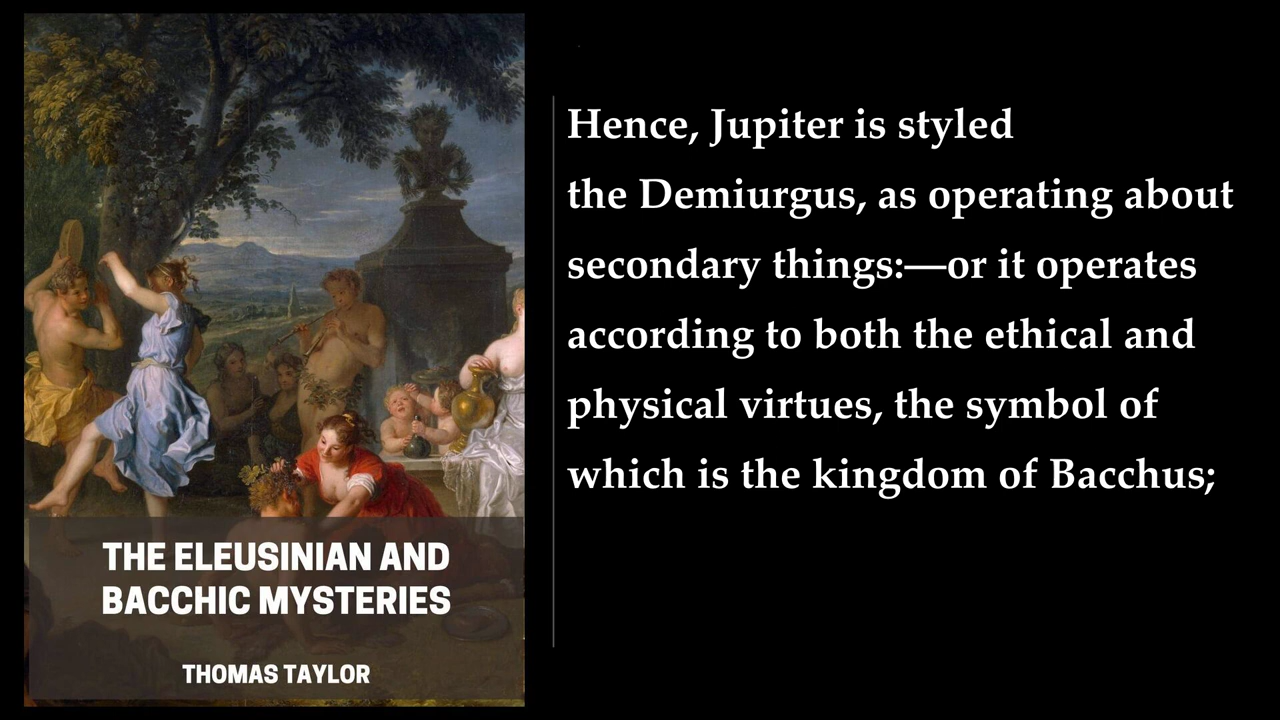 Hence, Jupiter is styled
the Demiurgus, as operating about
secondary things:—or it operates
according to both the ethical and
physical virtues, the symbol of
which is the kingdom of Bacchus;
THE ELEUSINIAN AND
BACCHIC MYSTERIES
THOMAS TAYLOR